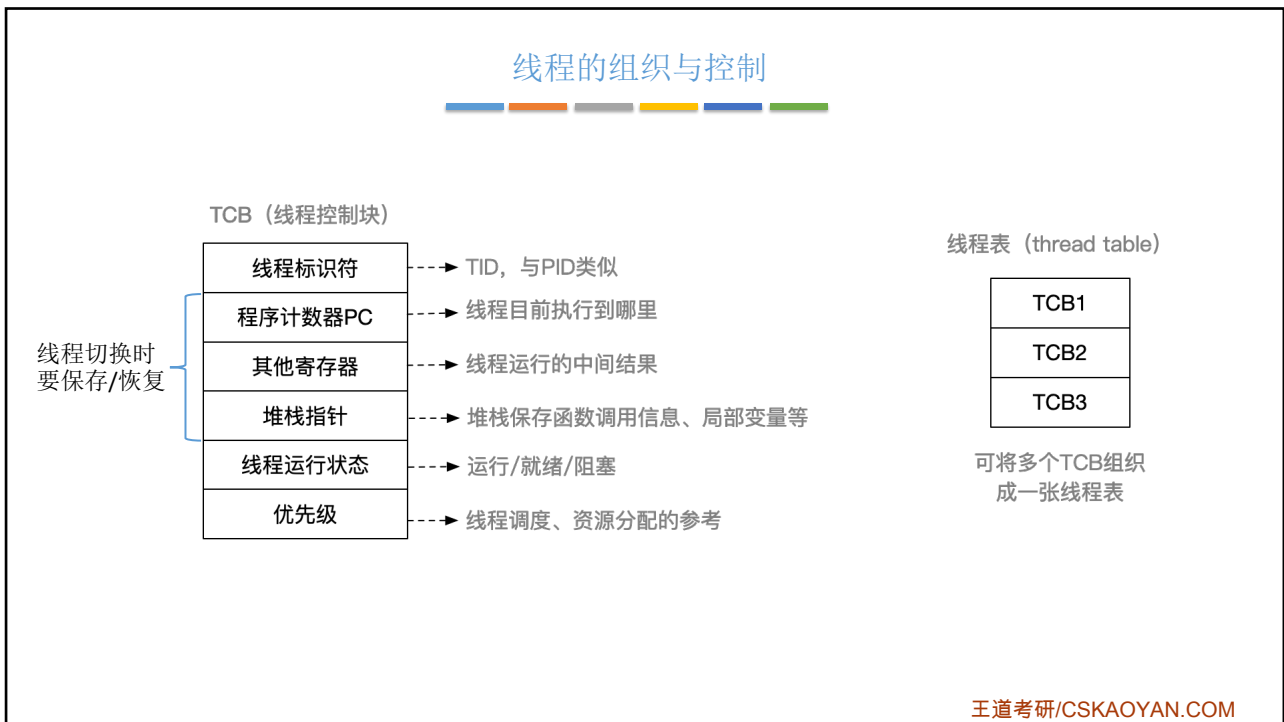 线程的组织与控制
TCB（线程控制块）
线程标识符
TID，与PID类似
程序计数器PC
线程目前执行到哪里
其他寄存器
线程运行的中间结果
堆栈指针
堆栈保存函数调用信息、局部变量等
线程运行状态
运行/就绪/阻塞
优先级
线程调度、资源分配的参考
线程切换时
要保存/恢复
线程表（thread table）
TCB1
TCB2
TCB3
可将多个TCB组织
成一张线程表
王道考研/CSKAOYAN.COM